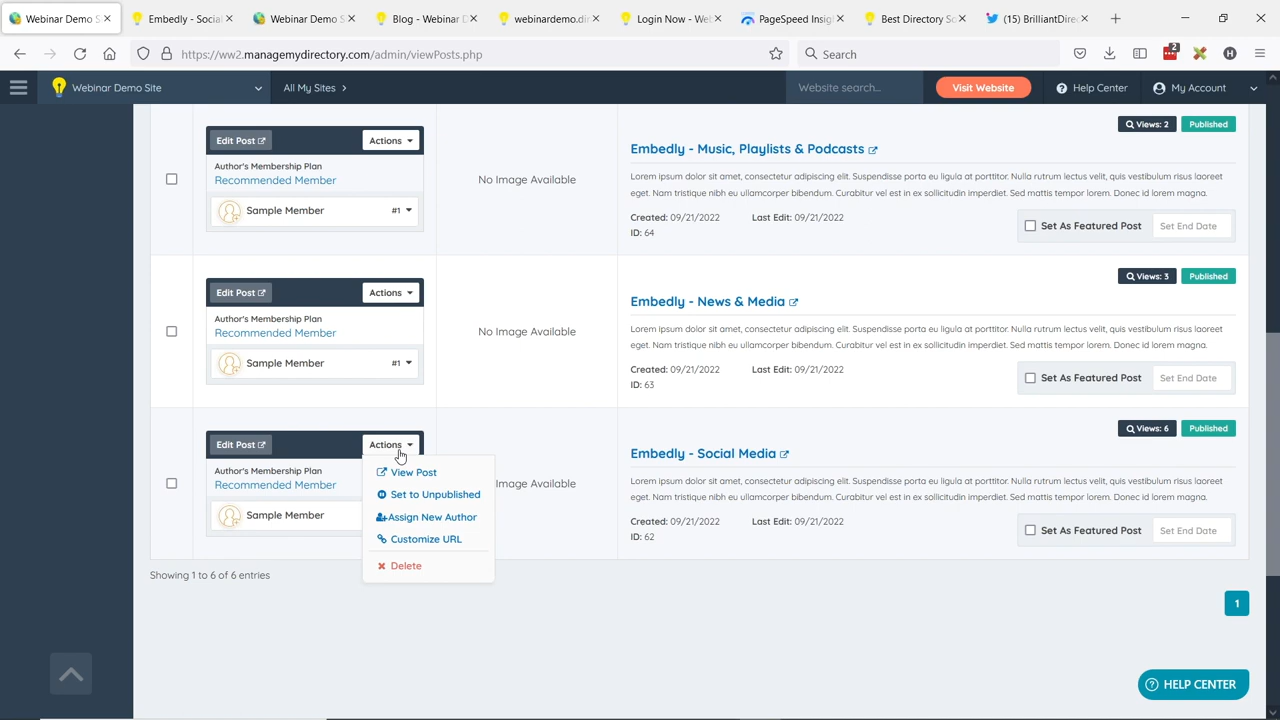 Webinar Demo S
Embedly - Social
Webinar Demo S
Blog - Webinar D
webinardemo.di
Login Now - We
PageSpeed Insig
Best Directory So
(15) BrilliantDire
https://ww2.managemydirectory.com/admin/viewPosts.php
Search
2
H
Webinar Demo Site
All My Sites
Website search...
Visit Website
Help Center
My Account
Views: 2 Published
Edit Post Actions
Author's Membership Plan
Recommended Member
Sample Member #1
No Image Available
Embedly - Music, Playlists & Podcasts
Lorem ipsum dolor sit amet, consectetur adipiscing elit. Suspendisse porta eu ligula at porttitor. Nulla rutrum lectus velit, quis vestibulum risus laoreet
eget. Nam tristique nibh eu ullamcorper bibendum. Curabitur vel est in ex sollicitudin imperdiet. Sed mattis tempor lorem. Donec id lorem magna.
Created: 09/21/2022 Last Edit: 09/21/2022
ID: 64
Set As Featured Post Set End Date
Views: 3 Published
Edit Post Actions
Author's Membership Plan
Recommended Member
Sample Member #1
No Image Available
Embedly - News & Media
Lorem ipsum dolor sit amet, consectetur adipiscing elit. Suspendisse porta eu ligula at porttitor. Nulla rutrum lectus velit, quis vestibulum risus laoreet
eget. Nam tristique nibh eu ullamcorper bibendum. Curabitur vel est in ex sollicitudin imperdiet. Sed mattis tempor lorem. Donec id lorem magna.
Created: 09/21/2022 Last Edit: 09/21/2022
ID: 63
Set As Featured Post Set End Date
Views: 6 Published
Edit Post Actions
Author's Membership Plan
Recommended Member
Sample Member
View Post
Set to Unpublished
Assign New Author
Customize URL
Delete
Image Available
Embedly - Social Media
Lorem ipsum dolor sit amet, consectetur adipiscing elit. Suspendisse porta eu ligula at porttitor. Nulla rutrum lectus velit, quis vestibulum risus laoreet
eget. Nam tristique nibh eu ullamcorper bibendum. Curabitur vel est in ex sollicitudin imperdiet. Sed mattis tempor lorem. Donec id lorem magna.
Created: 09/21/2022 Last Edit: 09/21/2022
ID: 62
Set As Featured Post Set End Date
Showing 1 to 6 of 6 entries
1
HELP CENTER